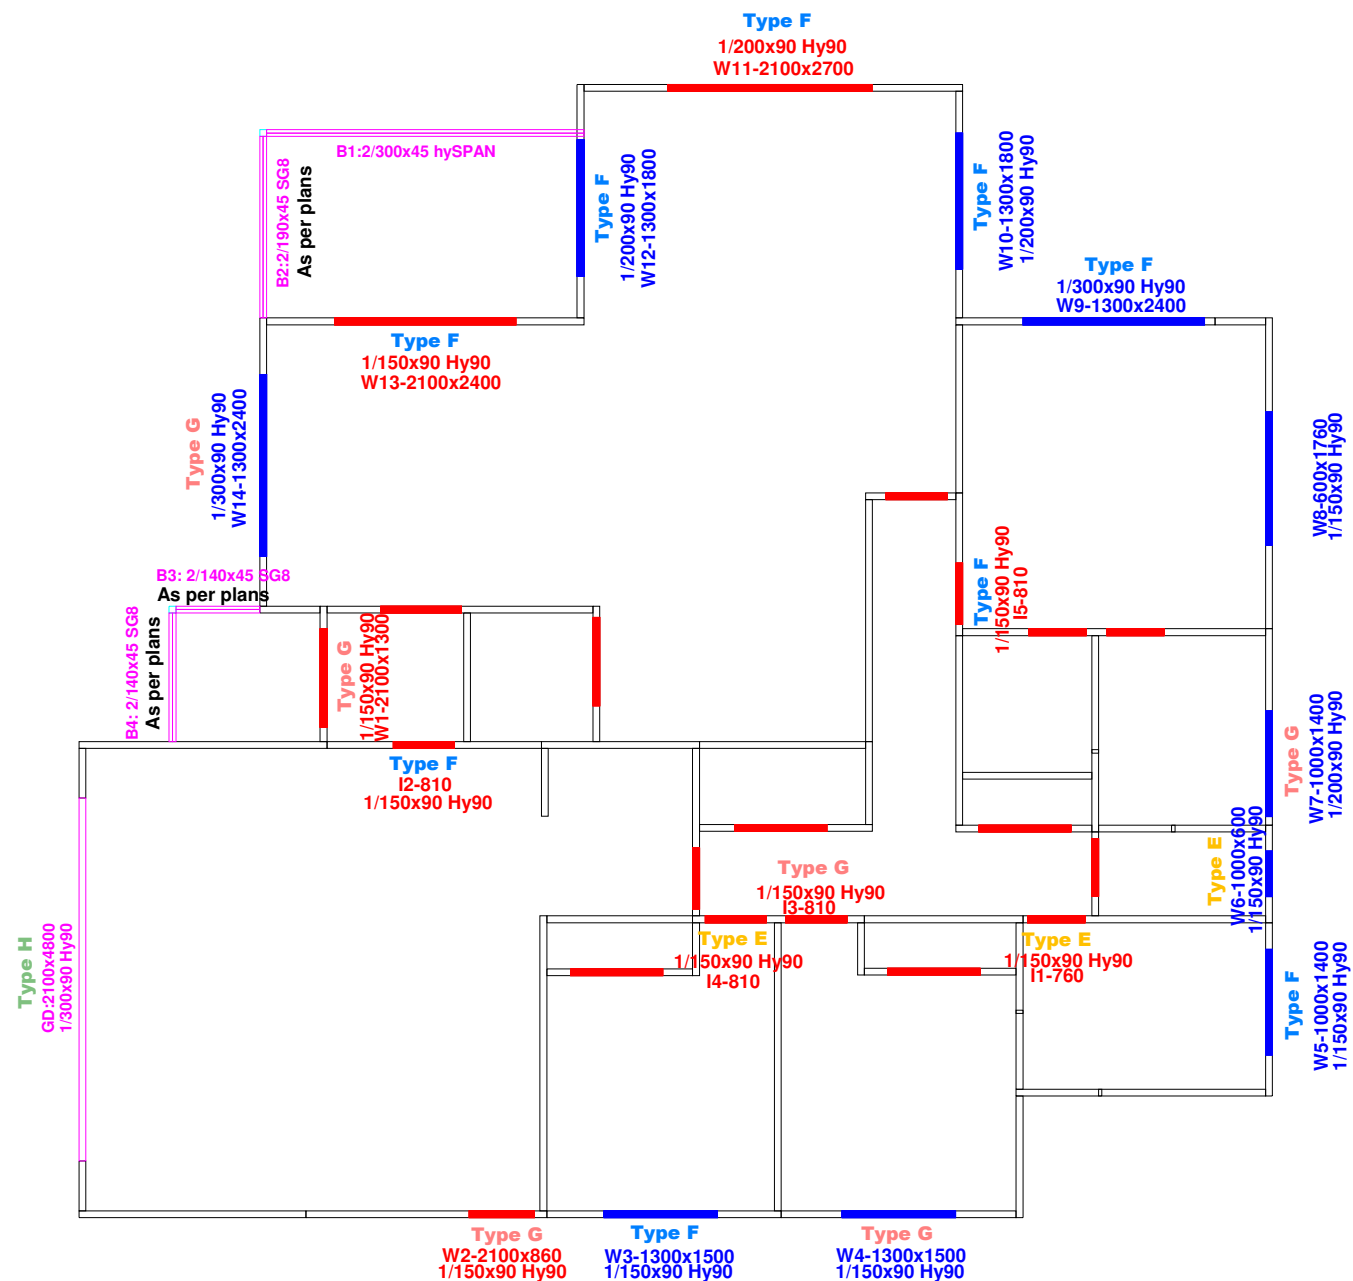 Type F
1/200x90 Hy90
W11-2100x2700
B1:2/300x45 hySPAN
B2:2/190x45 SG8
As per plans
Type F
1/200x90 Hy90
W12-1300x1800
Type F
W10-1300x1800
1/200x90 Hy90
Type F
1/300x90 Hy90
W9-1300x2400
Type F
1/150x90 Hy90
W13-2100x2400
Type G
1/300x90 Hy90
W14-1300x2400
W8-600x1760
1/150x90 Hy90
Type F
1/150x90 Hy90
I5-810
B3: 2/140x45 SG8
As per plans
B4: 2/140x45 SG8
As per plans
Type G
1/150x90 Hy90
W1-2100x1300
Type F
I2-810
1/150x90 Hy90
Type G
W7-1000x1400
1/200x90 Hy90
Type E
W6-1000x600
1/150x90 Hy90
Type G
1/150x90 Hy90
I3-810
Type E
1/150x90 Hy90
I4-810
Type E
1/150x90 Hy90
I1-760
Type H
GD:2100x4800
1/300x90 Hy90
Type F
W5-1000x1400
1/150x90 Hy90
Type G
W2-2100x860
1/150x90 Hy90
Type F
W3-1300x1500
1/150x90 Hy90
Type G
W4-1300x1500
1/150x90 Hy90